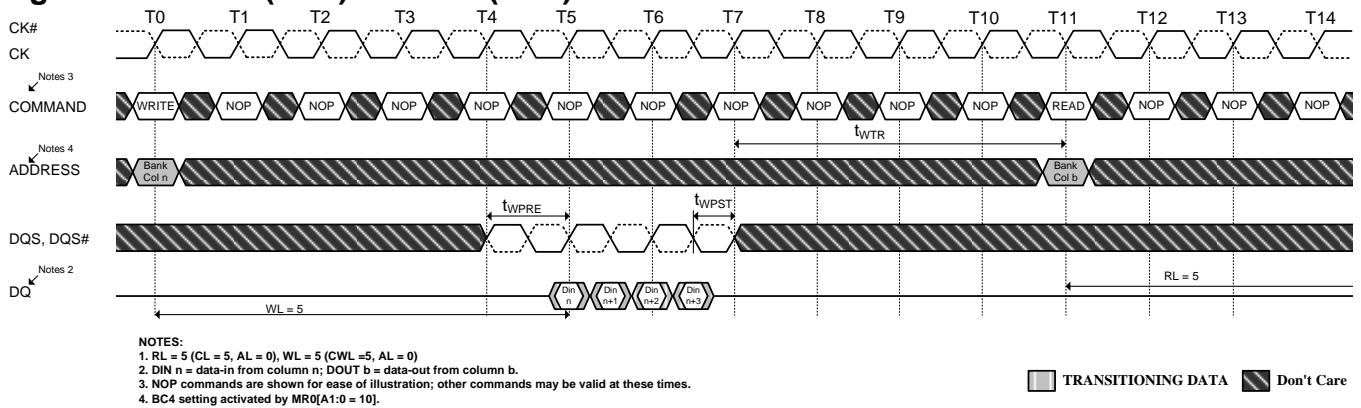 T0 T1 T2 T3 T4 T5 T6 T7 T8 T9 T10 T11 T12 T13 T14
CK#
CK
Notes 3
COMMAND WRITE NOP NOP NOP NOP NOP NOP NOP NOP NOP NOP READ NOP NOP NOP
tWTR
Notes 4
ADDRESS
Bank Bank
Col n Col b
tWPRE tWPST
DQS, DQS#
Notes 2
DQ
Din Din Din Din
n n+1 n+2 n+3
RL = 5
WL = 5
NOTES:
1. RL = 5 (CL = 5, AL = 0), WL = 5 (CWL =5, AL = 0)
2. DIN n = data-in from column n; DOUT b = data-out from column b.
3. NOP commands are shown for ease of illustration; other commands may be valid at these times.
4. BC4 setting activated by MR0[A1:0 = 10].
TRANSITIONING DATA Don't Care